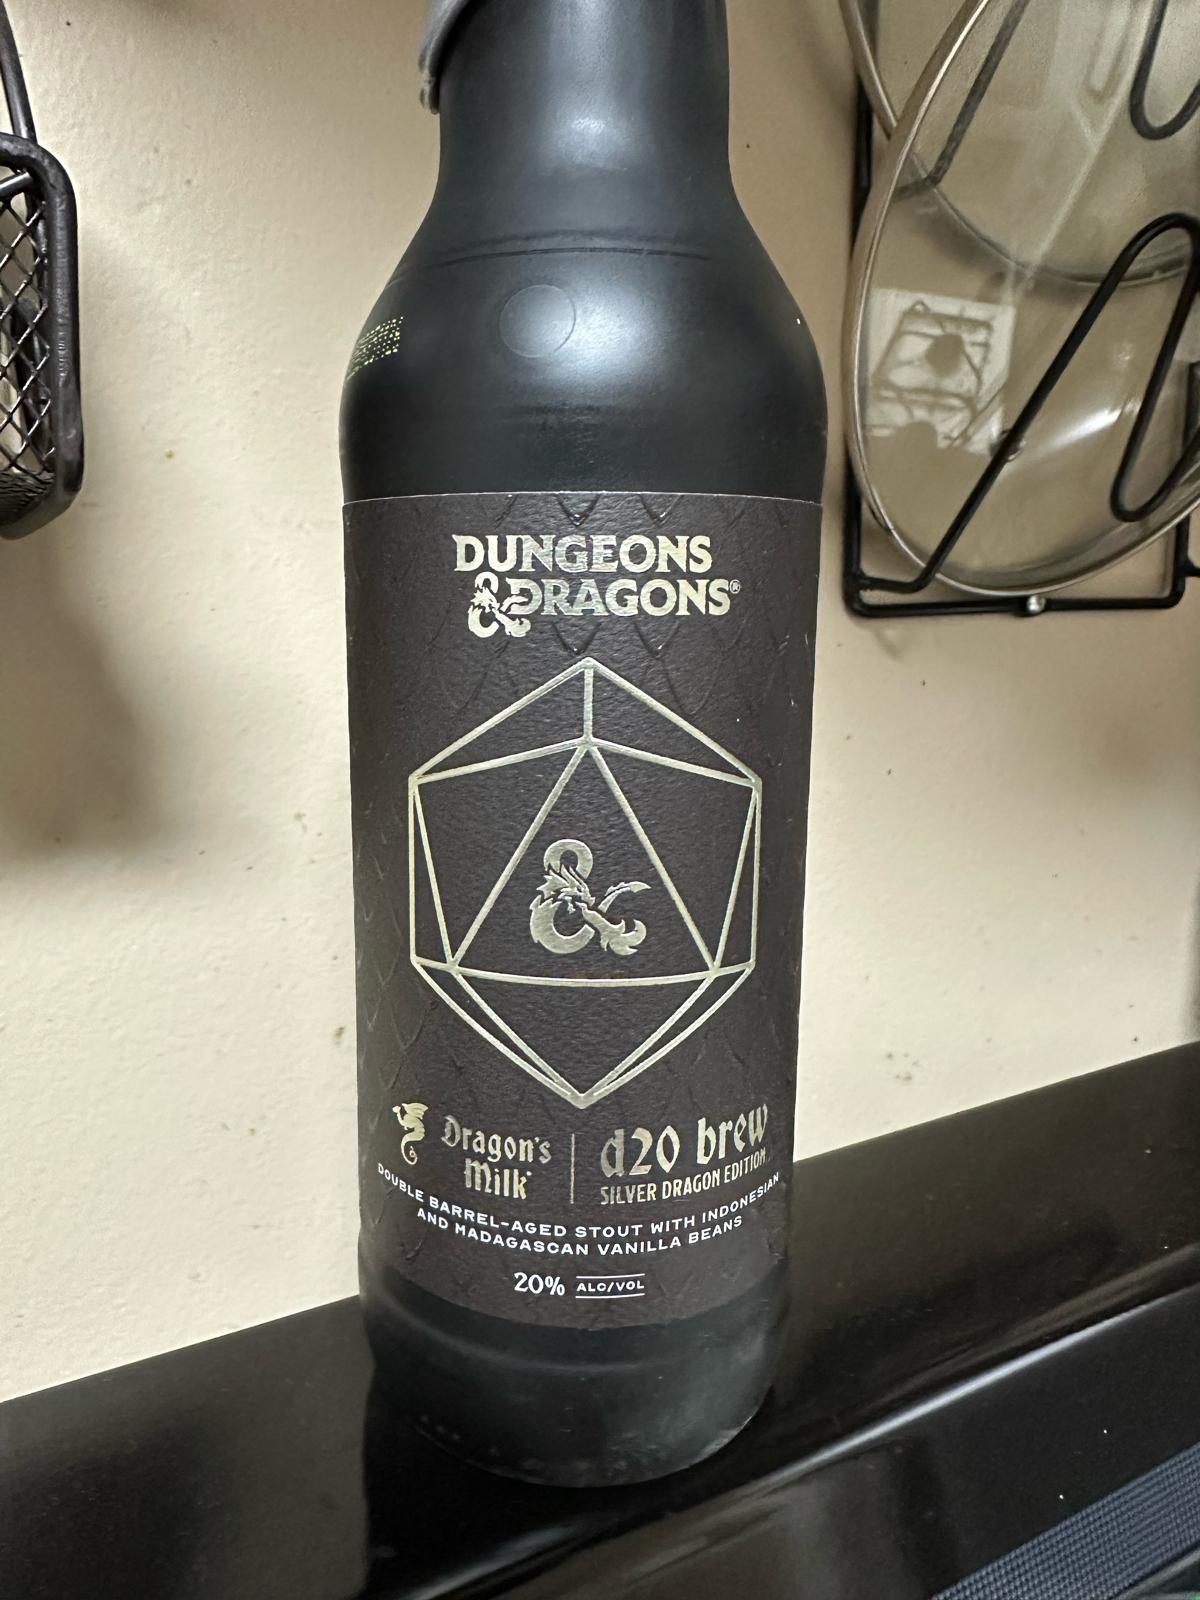 DUNGEONS
& DRAGONS®
&
Dragon's
Milk
d20 brew
SILVER DRAGON EDITION
DOUBLE BARREL-AGED STOUT WITH INDONESIAN
AND MADAGASCAN VANILLA BEANS
20% ALC/VOL